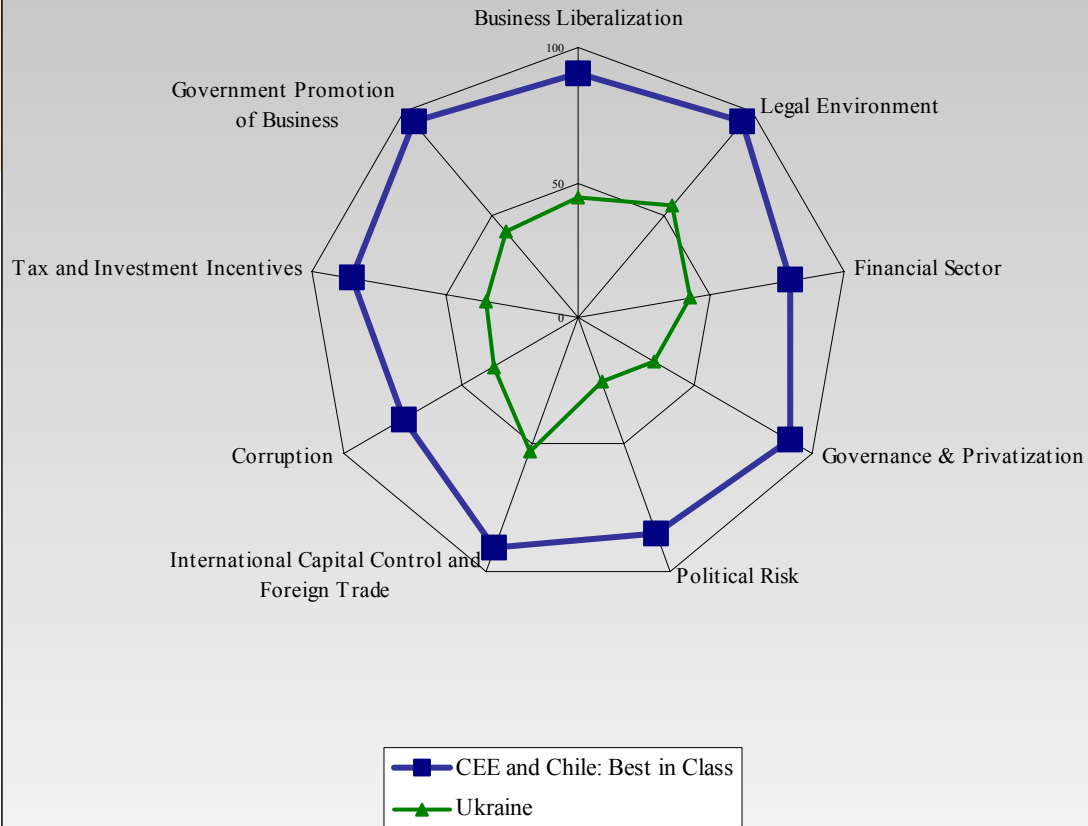 Business Liberalization
100
Government Promotion
of Business
Legal Environment
50
Tax and Investment Incentives
Financial Sector
0
Corruption
Governance & Privatization
International Capital Control and
Foreign Trade
Political Risk
CEE and Chile: Best in Class
Ukraine